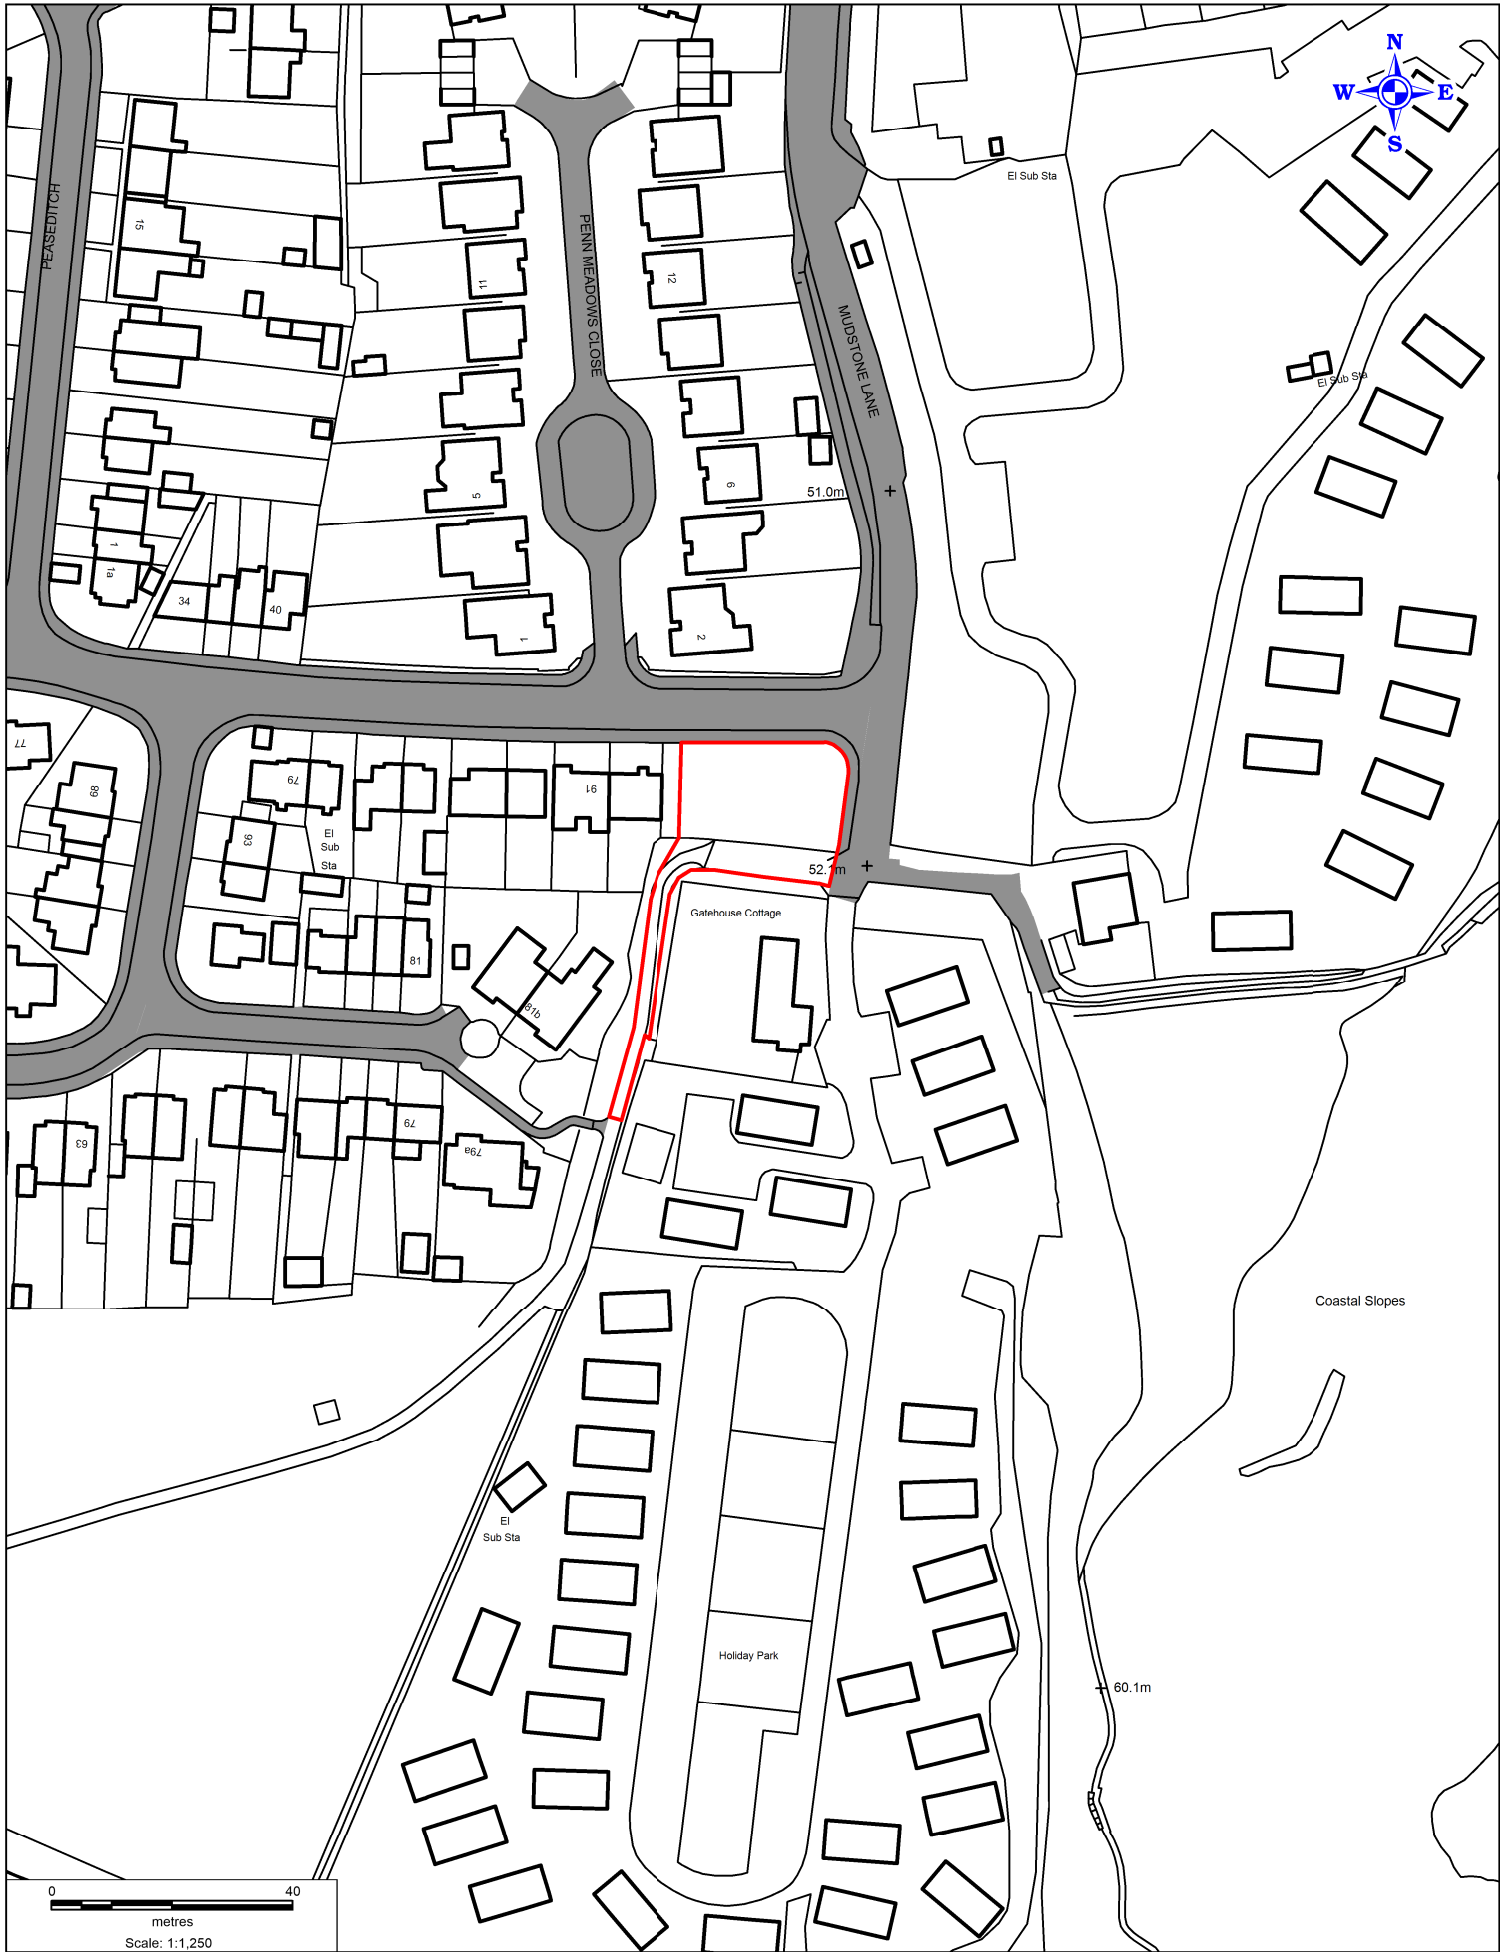 N
W E
S
El Sub Sta
PEASEDITCH
15
PENN MEADOWS CLOSE
11
12
MUDSTONE LANE
El Sub Sta
5
6
51.0m
1
1a
34
40
1
2
77
89
79
91
93
El
Sub
Sta
52.1m
Gatehouse Cottage
81
81b
63
79
79a
Coastal Slopes
El
Sub Sta
Holiday Park
60.1m
0 40
metres
Scale: 1:1,250